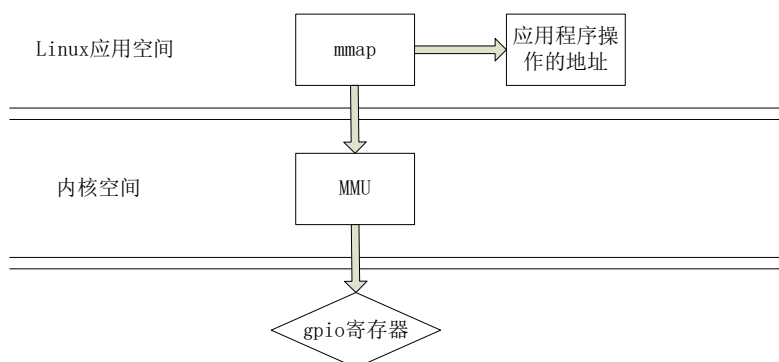 Linux应用空间
mmap
应用程序操
作的地址
内核空间
MMU
gpio寄存器